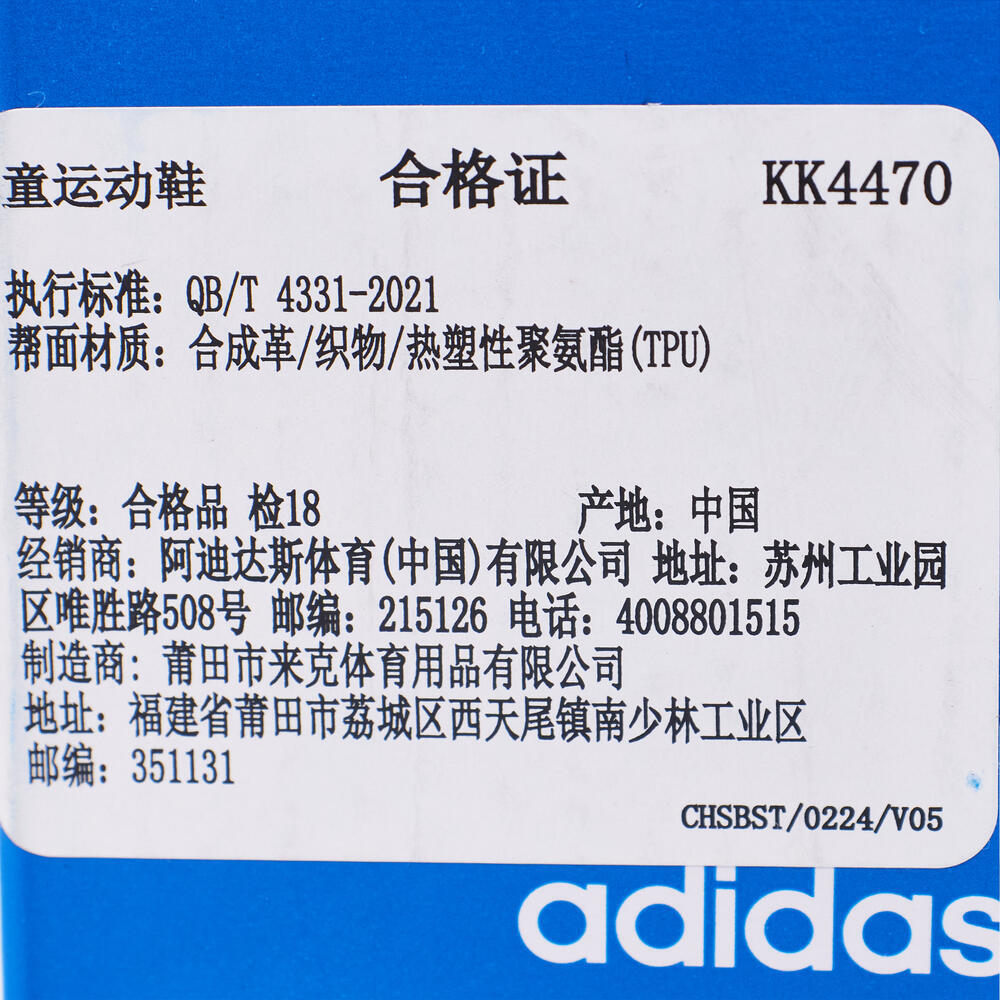 童运动鞋 合格证 KK4470
执行标准：QB/T 4331-2021
帮面材质：合成革/织物/热塑性聚氨酯(TPU)
等级：合格品 检18 产地：中国
经销商：阿迪达斯体育(中国)有限公司 地址：苏州工业园
区唯胜路508号 邮编：215126 电话：4008801515
制造商：莆田市来克体育用品有限公司
地址：福建省莆田市荔城区西天尾镇南少林工业区
邮编：351131
CHSBST/0224/V05
adidas